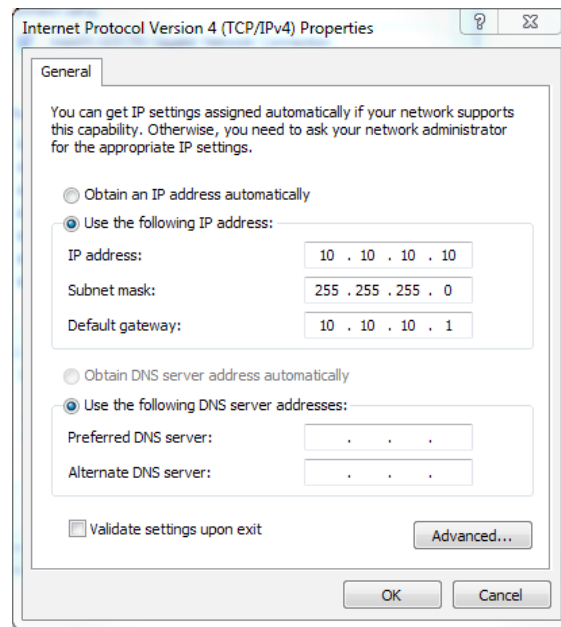 Internet Protocol Version 4 (TCP/IPv4) Properties
General
You can get IP settings assigned automatically if your network supports
this capability. Otherwise, you need to ask your network administrator
for the appropriate IP settings.
Obtain an IP address automatically
Use the following IP address:
IP address: 10 . 10 . 10 . 10
Subnet mask: 255 . 255 . 255 . 0
Default gateway: 10 . 10 . 10 . 1
Obtain DNS server address automatically
Use the following DNS server addresses:
Preferred DNS server: . . .
Alternate DNS server: . . .
Validate settings upon exit
Advanced...
OK Cancel